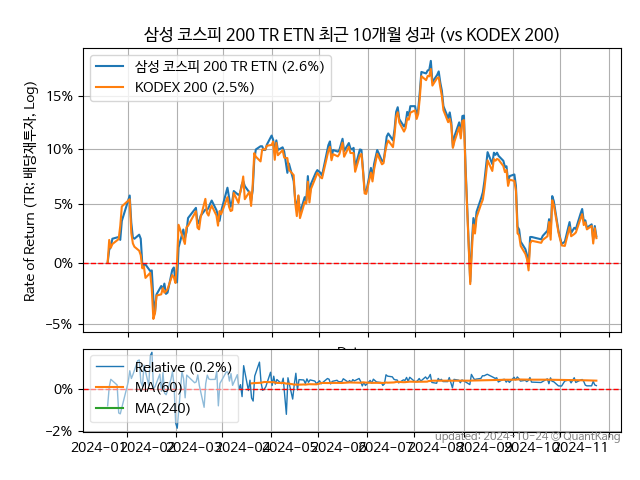 삼성 코스피 200 TR ETN 최근 10개월 성과 (vs KODEX 200)
Rate of Return (TR: 배당재투자, Log)
삼성 코스피 200 TR ETN (2.6%)
KODEX 200 (2.5%)
15%
10%
5%
0%
−5%
Relative (0.2%)
MA(60)
MA(240)
0%
−2%
2024-01 2024-02 2024-03 2024-04 2024-05 2024-06 2024-07 2024-08 2024-09 2024-10 2024-11
updated: 2024-10-24 © QuantKang